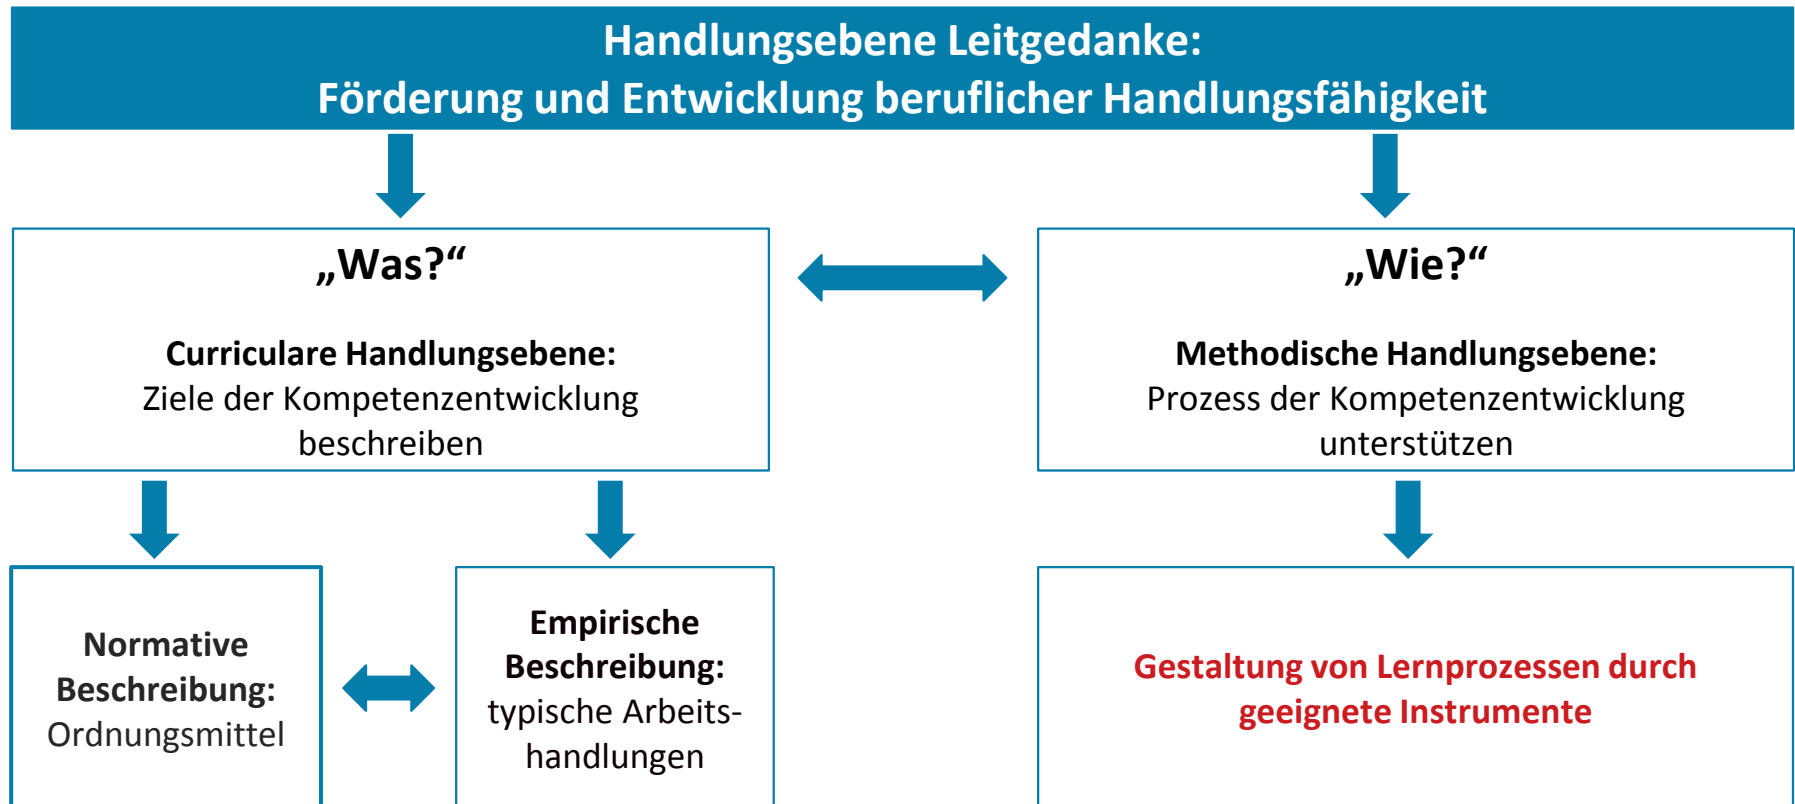 Handlungsebene Leitgedanke:
Förderung und Entwicklung beruflicher Handlungsfähigkeit
„Was?“
Curriculare Handlungsebene:
Ziele der Kompetenzentwicklung
beschreiben
„Wie?“
Methodische Handlungsebene:
Prozess der Kompetenzentwicklung
unterstützen
Normative
Beschreibung:
Ordnungsmittel
Empirische
Beschreibung:
typische Arbeits-
handlungen
Gestaltung von Lernprozessen durch
geeignete Instrumente